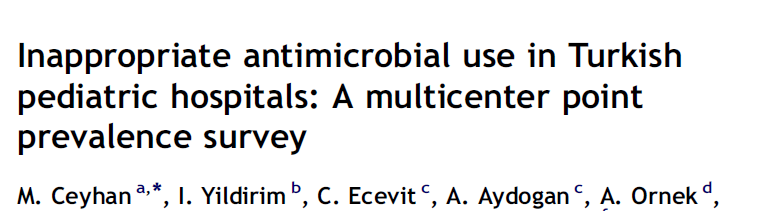 Inappropriate antimicrobial use in Turkish
pediatric hospitals: A multicenter point
prevalence survey
M. Ceyhan a,*, I. Yildirim b, C. Ecevit c, A. Aydogan c, A. Ornek d,